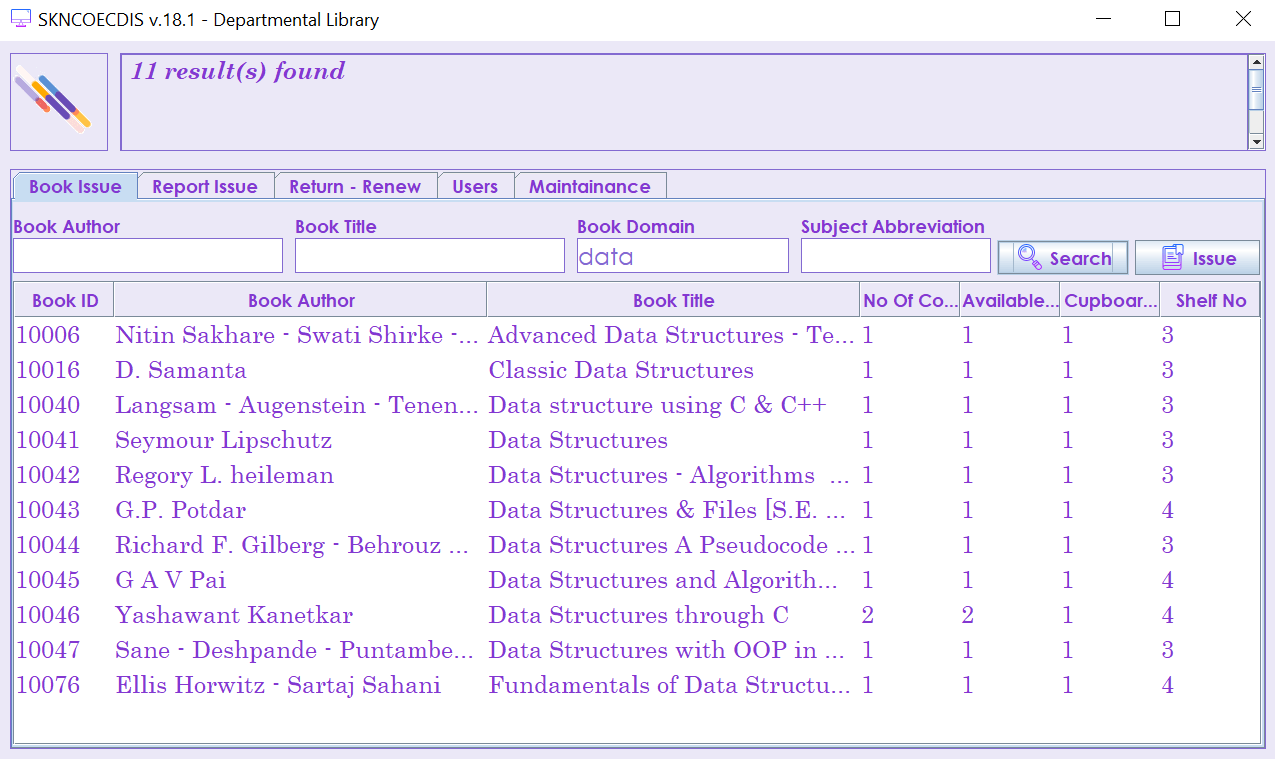 SKNCOECDIS v.18.1 - Departmental Library
11 result(s) found
Book Issue Report Issue Return - Renew Users Maintainance
Book Author Book Title Book Domain Subject Abbreviation
data Search Issue
Book ID Book Author Book Title No Of Co... Available... Cupboar... Shelf No
10006 Nitin Sakhare - Swati Shirke -... Advanced Data Structures - Te... 1 1 1 3
10016 D. Samanta Classic Data Structures 1 1 1 3
10040 Langsam - Augenstein - Tenen... Data structure using C & C++ 1 1 1 3
10041 Seymour Lipschutz Data Structures 1 1 1 3
10042 Regory L. heileman Data Structures - Algorithms ... 1 1 1 3
10043 G.P. Potdar Data Structures & Files [S.E. ... 1 1 1 4
10044 Richard F. Gilberg - Behrouz ... Data Structures A Pseudocode ... 1 1 1 3
10045 G A V Pai Data Structures and Algorith... 1 1 1 4
10046 Yashawant Kanetkar Data Structures through C 2 2 1 4
10047 Sane - Deshpande - Puntambe... Data Structures with OOP in ... 1 1 1 3
10076 Ellis Horwitz - Sartaj Sahani Fundamentals of Data Structu... 1 1 1 4